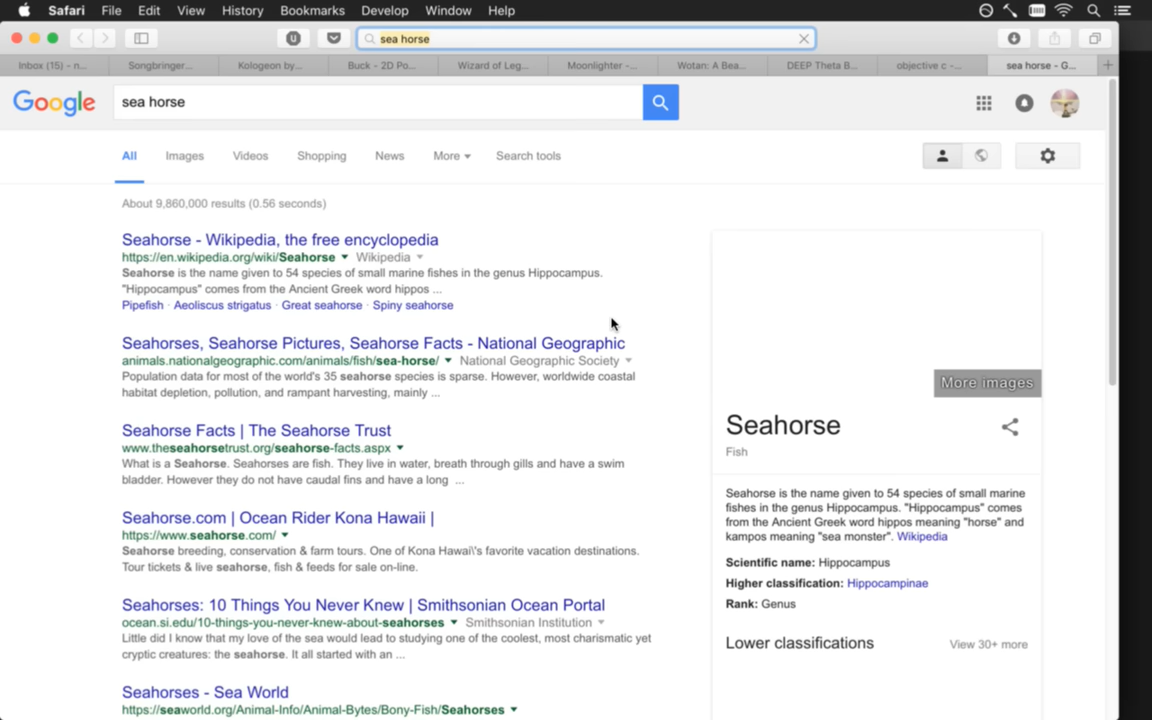 Safari File Edit View History Bookmarks Develop Window Help
sea horse
Inbox (15) - n... Songbringer... Kologeon by... Buck - 2D Po... Wizard of Leg... Moonlighter -... Wotan: A Bea... DEEP Theta B... objective c -... sea horse - G...
Google sea horse
All Images Videos Shopping News More Search tools
About 9,860,000 results (0.56 seconds)
Seahorse - Wikipedia, the free encyclopedia
https://en.wikipedia.org/wiki/Seahorse Wikipedia
Seahorse is the name given to 54 species of small marine fishes in the genus Hippocampus.
"Hippocampus" comes from the Ancient Greek word hippos ...
Pipefish · Aeoliscus strigatus · Great seahorse · Spiny seahorse
Seahorses, Seahorse Pictures, Seahorse Facts - National Geographic
animals.nationalgeographic.com/animals/fish/sea-horse/ National Geographic Society
Population data for most of the world's 35 seahorse species is sparse. However, worldwide coastal
habitat depletion, pollution, and rampant harvesting, mainly ...
Seahorse Facts | The Seahorse Trust
www.theseahorsetrust.org/seahorse-facts.aspx
What is a Seahorse. Seahorses are fish. They live in water, breath through gills and have a swim
bladder. However they do not have caudal fins and have a long ...
Seahorse.com | Ocean Rider Kona Hawaii |
https://www.seahorse.com/
Seahorse breeding, conservation & farm tours. One of Kona Hawai\'s favorite vacation destinations.
Tour tickets & live seahorse, fish & feeds for sale on-line.
Seahorses: 10 Things You Never Knew | Smithsonian Ocean Portal
ocean.si.edu/10-things-you-never-knew-about-seahorses Smithsonian Institution
Little did I know that my love of the sea would lead to studying one of the coolest, most charismatic yet
cryptic creatures: the seahorse. It all started with an ...
Seahorses - Sea World
https://seaworld.org/Animal-Info/Animal-Bytes/Bony-Fish/Seahorses
More images
Seahorse
Fish
Seahorse is the name given to 54 species of small marine
fishes in the genus Hippocampus. "Hippocampus" comes
from the Ancient Greek word hippos meaning "horse" and
kampos meaning "sea monster". Wikipedia
Scientific name: Hippocampus
Higher classification: Hippocampinae
Rank: Genus
Lower classifications View 30+ more